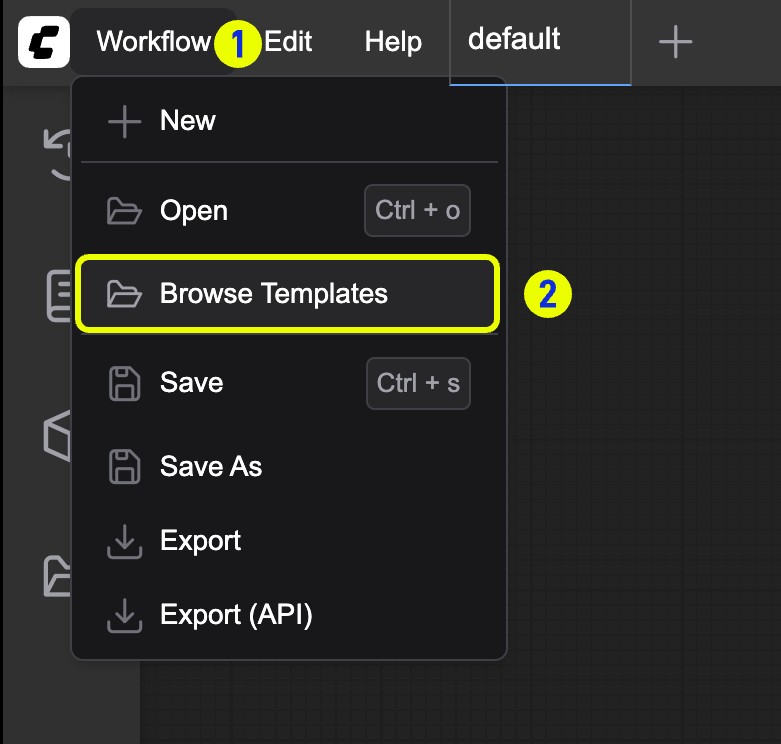 Workflow 1 Edit Help default
New
Open Ctrl + o
Browse Templates 2
Save Ctrl + s
Save As
Export
Export (API)